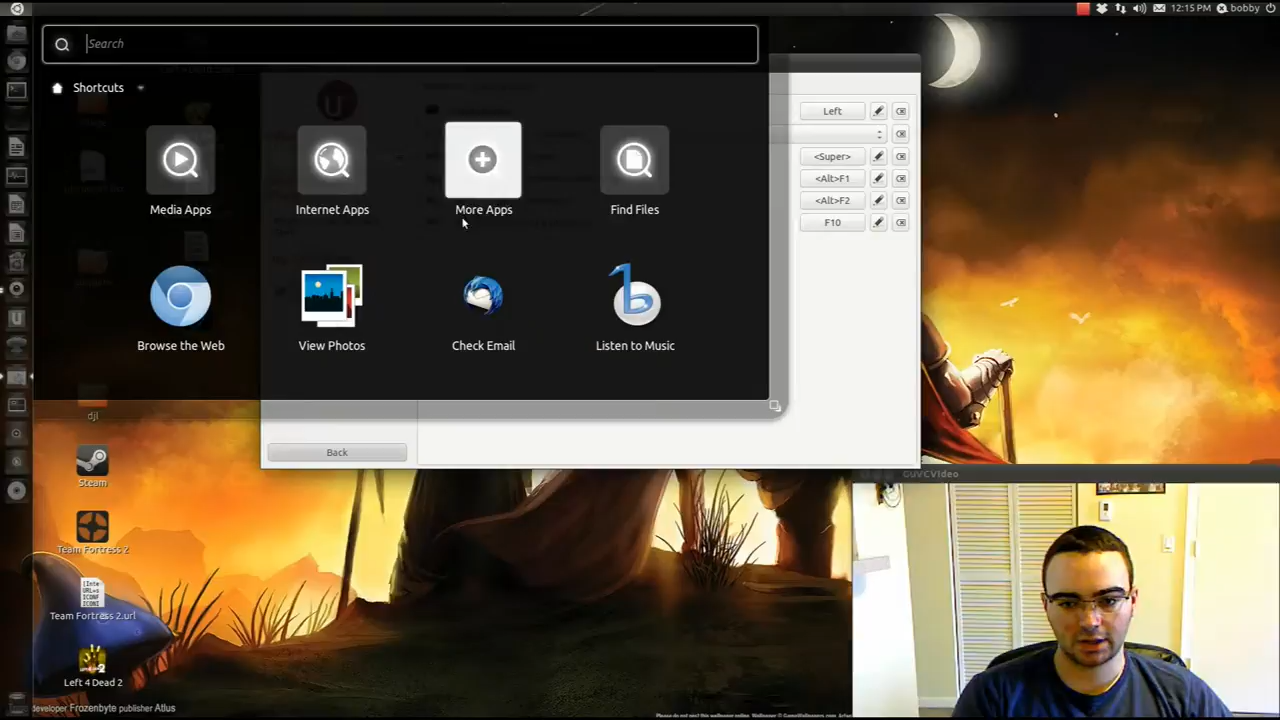 12:15 PM bobby
Search
Shortcuts
Left
<Super>
<Alt>F1
<Alt>F2
F10
Media Apps
Internet Apps
More Apps
Find Files
Browse the Web
View Photos
Check Email
Listen to Music
djl
Back
Steam
Team Fortress 2
Team Fortress 2.url
Left 4 Dead 2
GUVCVideo
developer Frozenbyte publisher Atlus